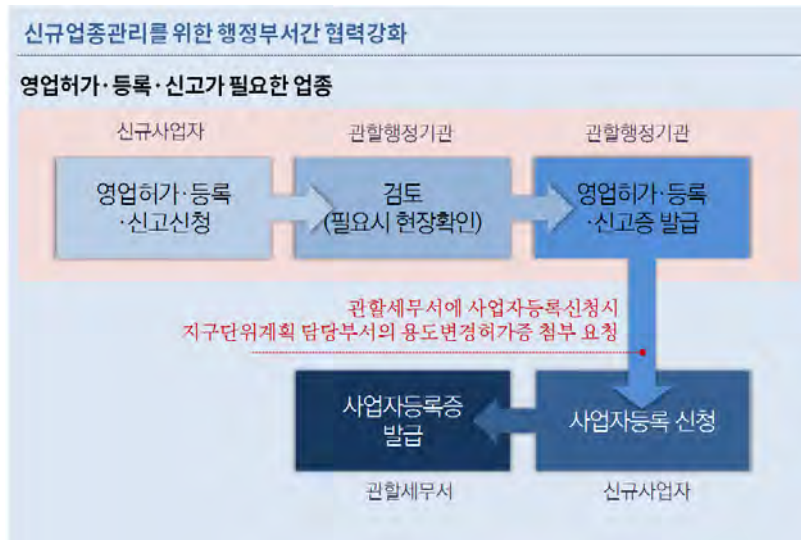 신규업종관리를 위한 행정부서간 협력강화
영업허가·등록·신고가 필요한 업종
신규사업자
관할행정기관
관할행정기관
영업허가·등록
·신고신청
검토
(필요시 현장확인)
영업허가·등록
·신고증 발급
관할세무서에 사업자등록신청시
지구단위계획 담당부서의 용도변경허가증 첨부 요청
사업자등록증
발급
사업자등록 신청
관할세무서
신규사업자